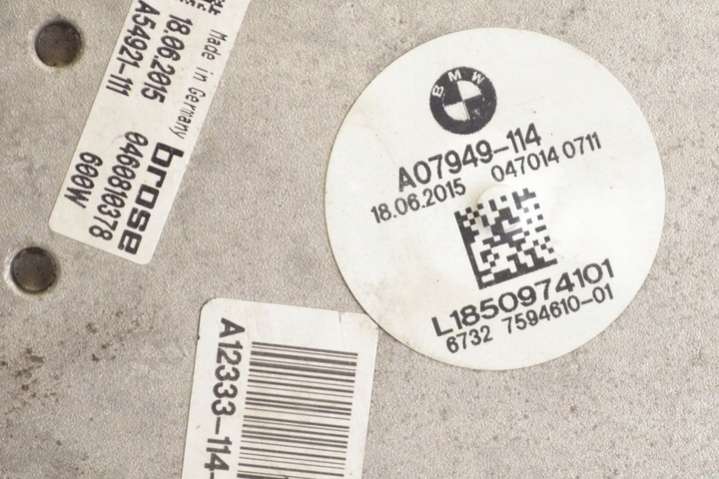 Made in Germany
18.06.2015
A54921-111
brose
0460810378
600W
BMW
A07949-114
18.06.2015 047014 0711
L1850974101
6732 7594610-01
A12333-114-